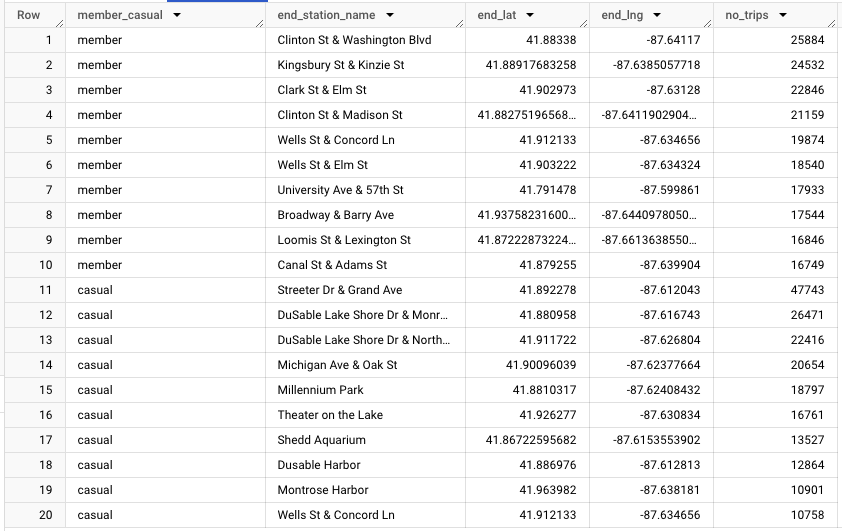 Row member_casual end_station_name end_lat end_lng no_trips
1 member Clinton St & Washington Blvd 41.88338 -87.64117 25884
2 member Kingsbury St & Kinzie St 41.88917683258 -87.6385057718 24532
3 member Clark St & Elm St 41.902973 -87.63128 22846
4 member Clinton St & Madison St 41.88275196568... -87.6411902904... 21159
5 member Wells St & Concord Ln 41.912133 -87.634656 19874
6 member Wells St & Elm St 41.903222 -87.634324 18540
7 member University Ave & 57th St 41.791478 -87.599861 17933
8 member Broadway & Barry Ave 41.93758231600... -87.6440978050... 17544
9 member Loomis St & Lexington St 41.87222873224... -87.6613638550... 16846
10 member Canal St & Adams St 41.879255 -87.639904 16749
11 casual Streeter Dr & Grand Ave 41.892278 -87.612043 47743
12 casual DuSable Lake Shore Dr & Monr... 41.880958 -87.616743 26471
13 casual DuSable Lake Shore Dr & North... 41.911722 -87.626804 22416
14 casual Michigan Ave & Oak St 41.90096039 -87.62377664 20654
15 casual Millennium Park 41.8810317 -87.62408432 18797
16 casual Theater on the Lake 41.926277 -87.630834 16761
17 casual Shedd Aquarium 41.86722595682 -87.6153553902 13527
18 casual Dusable Harbor 41.886976 -87.612813 12864
19 casual Montrose Harbor 41.963982 -87.638181 10901
20 casual Wells St & Concord Ln 41.912133 -87.634656 10758